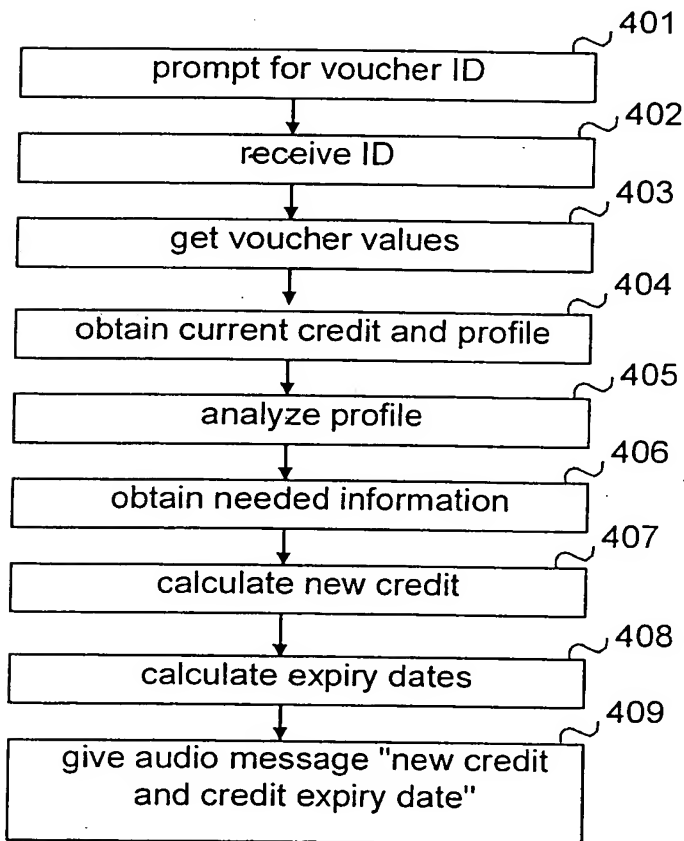 401
prompt for voucher ID
402
receive ID
403
get voucher values
404
obtain current credit and profile
405
analyze profile
406
obtain needed information
407
calculate new credit
408
calculate expiry dates
409
give audio message "new credit
and credit expiry date"